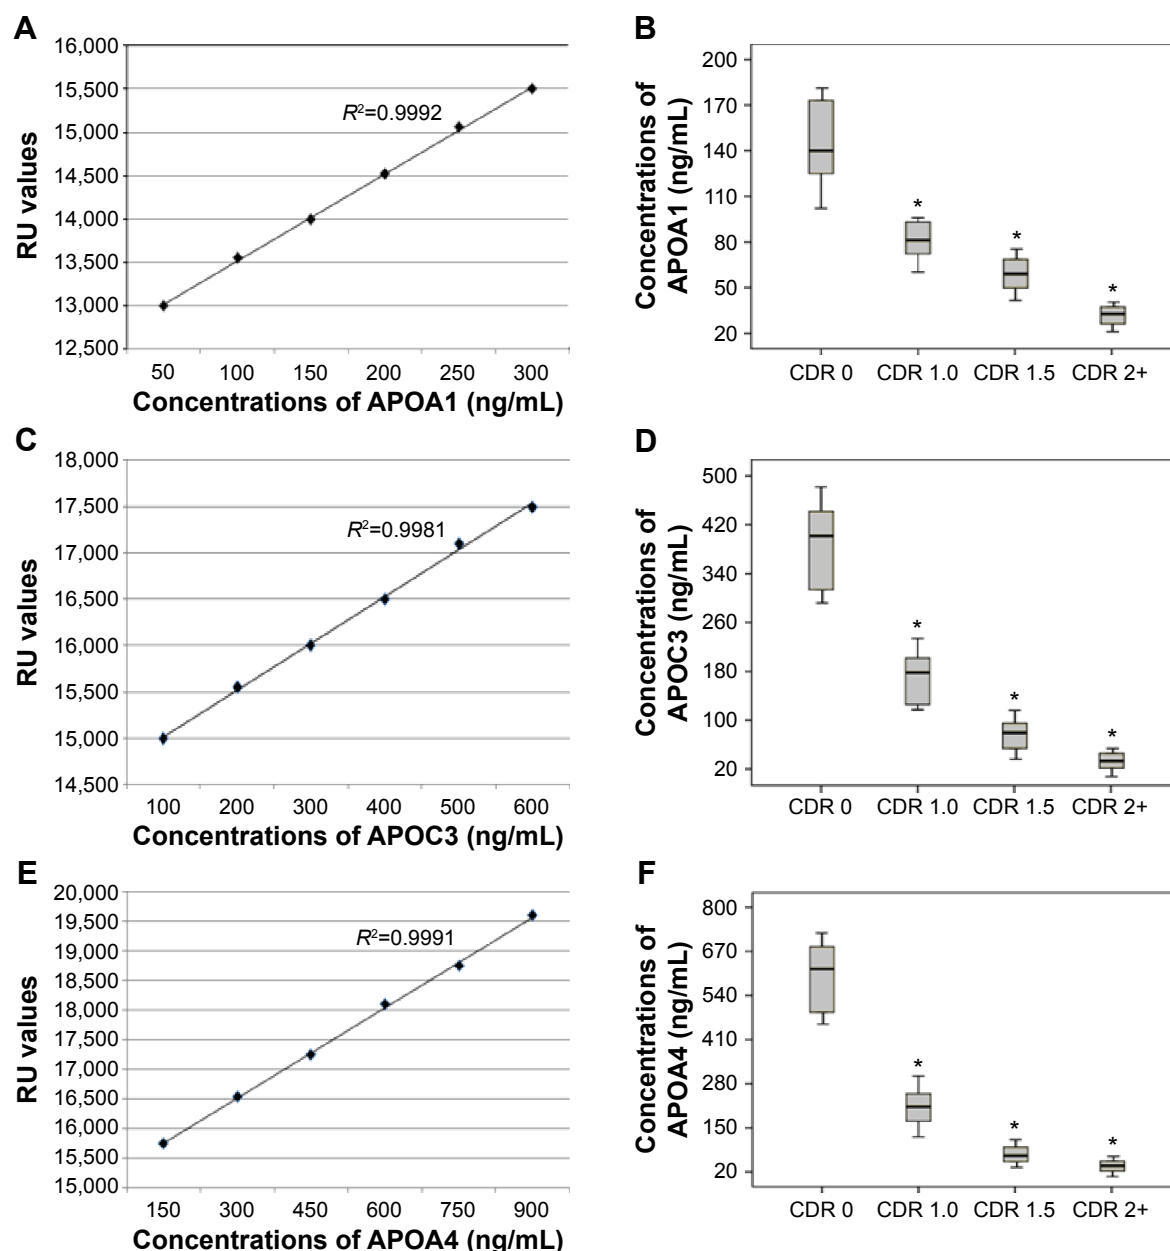 A
16,000
15,500
15,000
14,500
14,000
13,500
13,000
12,500
RU values
R²=0.9992
50 100 150 200 250 300
Concentrations of APOA1 (ng/mL)
B
200
170
140
110
80
50
20
Concentrations of
APOA1 (ng/mL)
*
*
*
CDR 0 CDR 1.0 CDR 1.5 CDR 2+
C
18,000
17,500
17,000
16,500
16,000
15,500
15,000
14,500
RU values
R²=0.9981
100 200 300 400 500 600
Concentrations of APOC3 (ng/mL)
D
500
420
340
260
180
100
20
Concentrations of
APOC3 (ng/mL)
*
*
*
CDR 0 CDR 1.0 CDR 1.5 CDR 2+
E
20,000
19,500
19,000
18,500
18,000
17,500
17,000
16,500
16,000
15,500
15,000
RU values
R²=0.9991
150 300 450 600 750 900
Concentrations of APOA4 (ng/mL)
F
800
670
540
410
280
150
20
Concentrations of
APOA4 (ng/mL)
*
*
*
CDR 0 CDR 1.0 CDR 1.5 CDR 2+